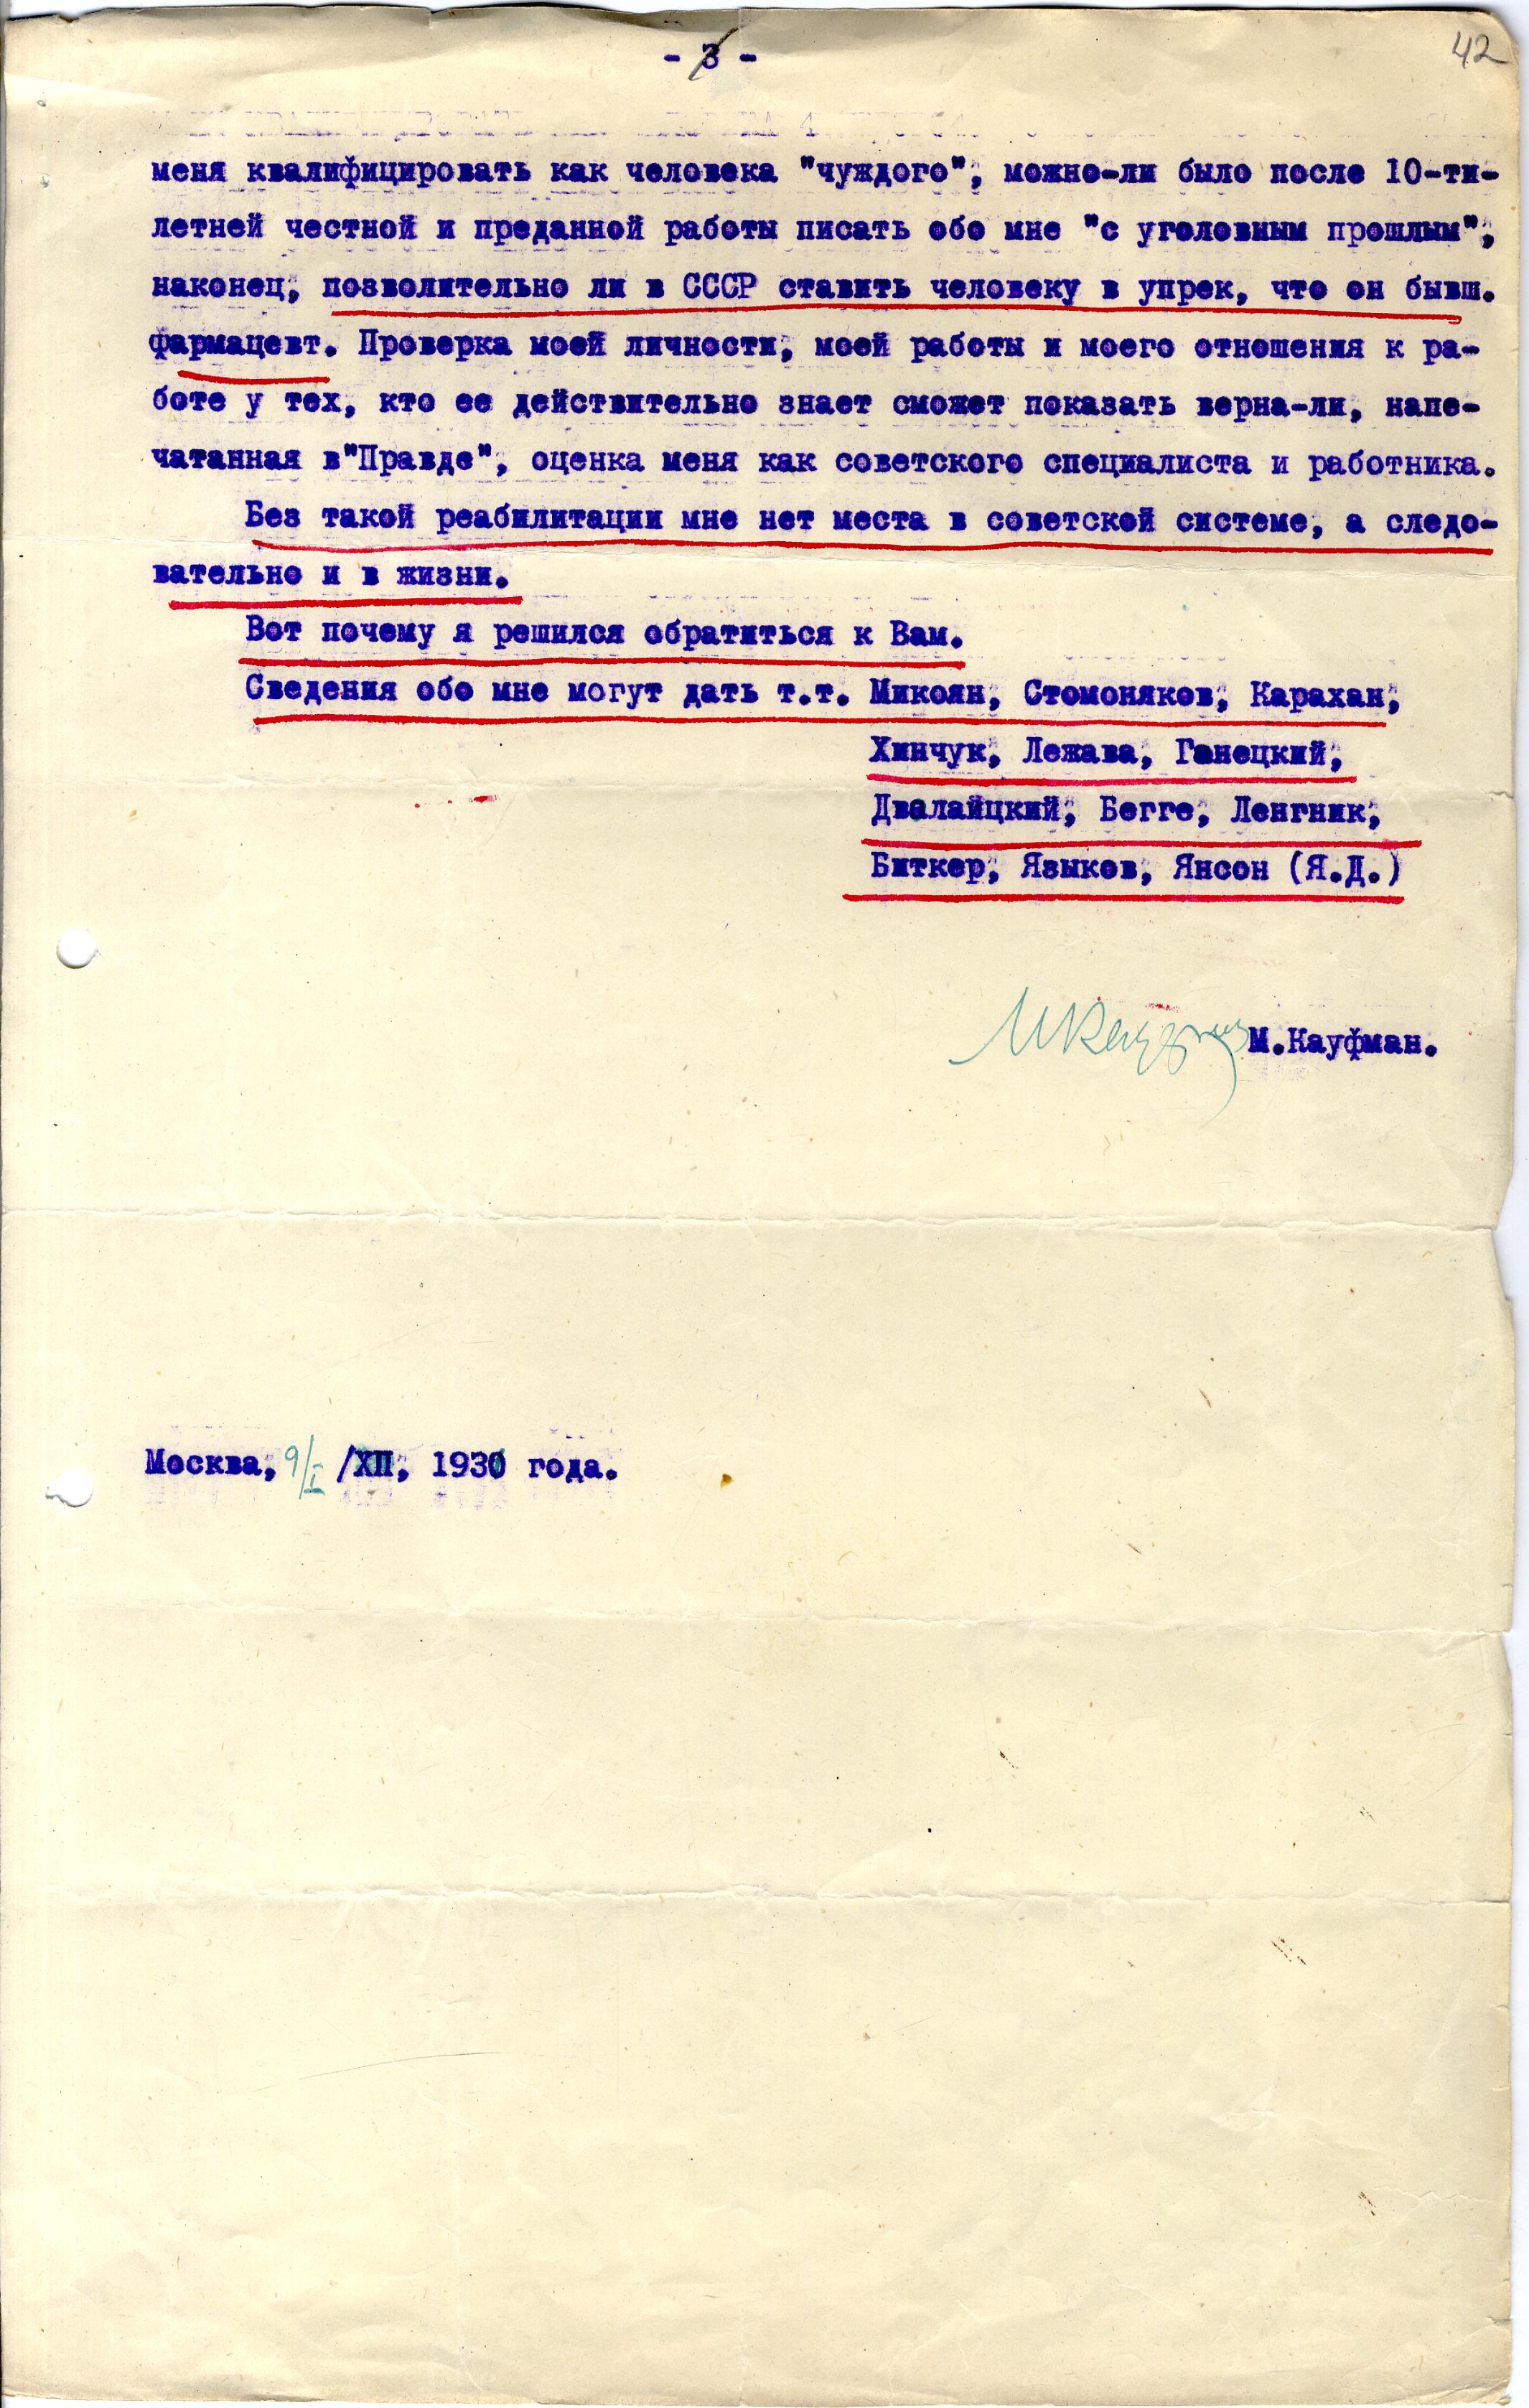 - 3 -
42
меня квалифицировать как человека "чуждого", можно-ли было после 10-ти-
летней честной и преданной работы писать обо мне "с уголовным прошлым",
наконец, позволительно ли в СССР ставить человеку в упрек, что он бывш.
фармацевт. Проверка моей личности, моей работы и моего отношения к ра-
боте у тех, кто ее действительно знает сможет показать верна-ли, напе-
чатанная в"Правде", оценка меня как советского специалиста и работника.
Без такой реабилитации мне нет места в советской системе, а следо-
вательно и в жизни.
Вот почему я решился обратиться к Вам.
Сведения обо мне могут дать т.т. Микоян, Стомоняков, Карахан,
Хинчук, Лежава, Ганецкий,
Двалайцкий, Бегге, Ленгник,
Биткер, Языков, Янсон (Я.Д.)
МКауфман М.Кауфман.
Москва, 9/I /XII, 1930 года.